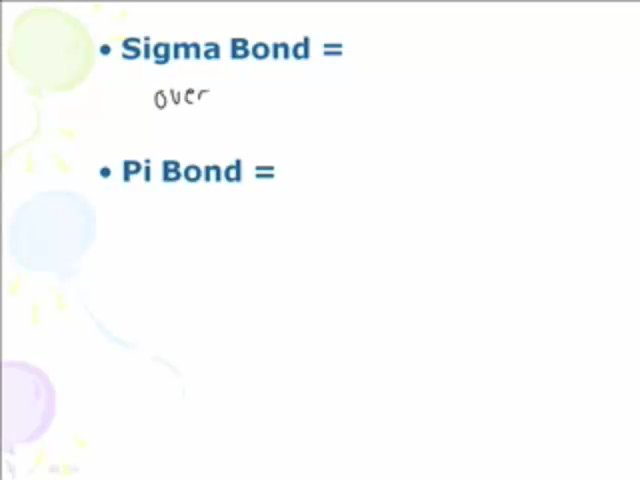 • Sigma Bond =
over
• Pi Bond =